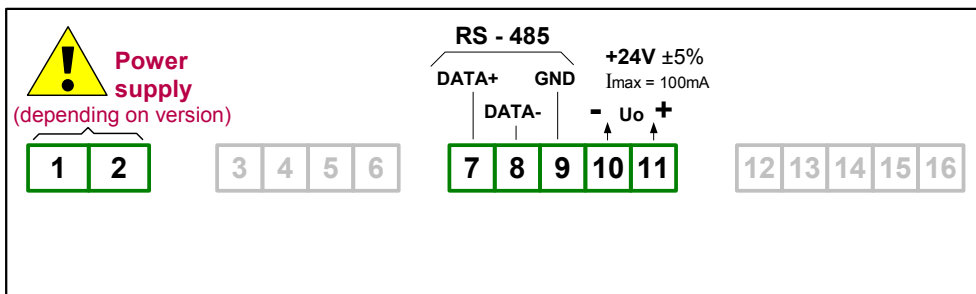 Power
supply
(depending on version)
RS - 485
DATA+ GND
DATA-
+24V ±5%
Imax = 100mA
- Uo +
1 2 3 4 5 6 7 8 9 10 11 12 13 14 15 16